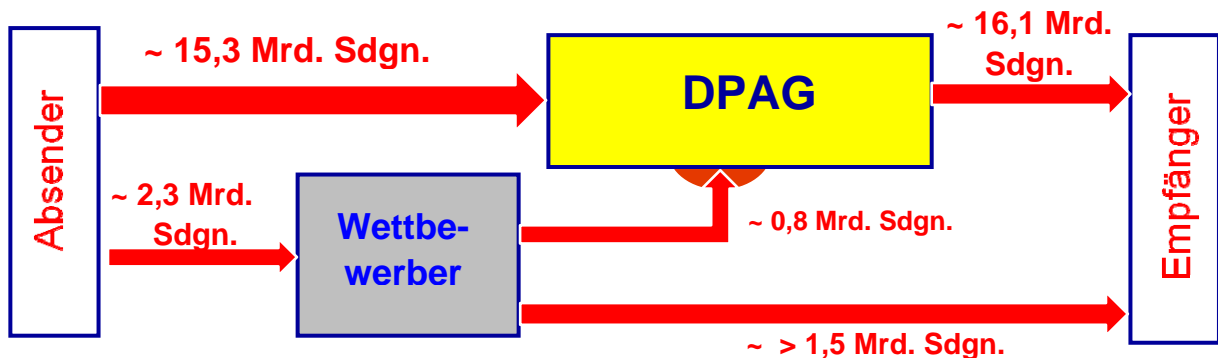 Absender
~ 15,3 Mrd. Sdgn.
DPAG
~ 16,1 Mrd.
Sdgn.
Empfänger
~ 2,3 Mrd.
Sdgn.
Wettbe-
werber
~ 0,8 Mrd. Sdgn.
~ > 1,5 Mrd. Sdgn.